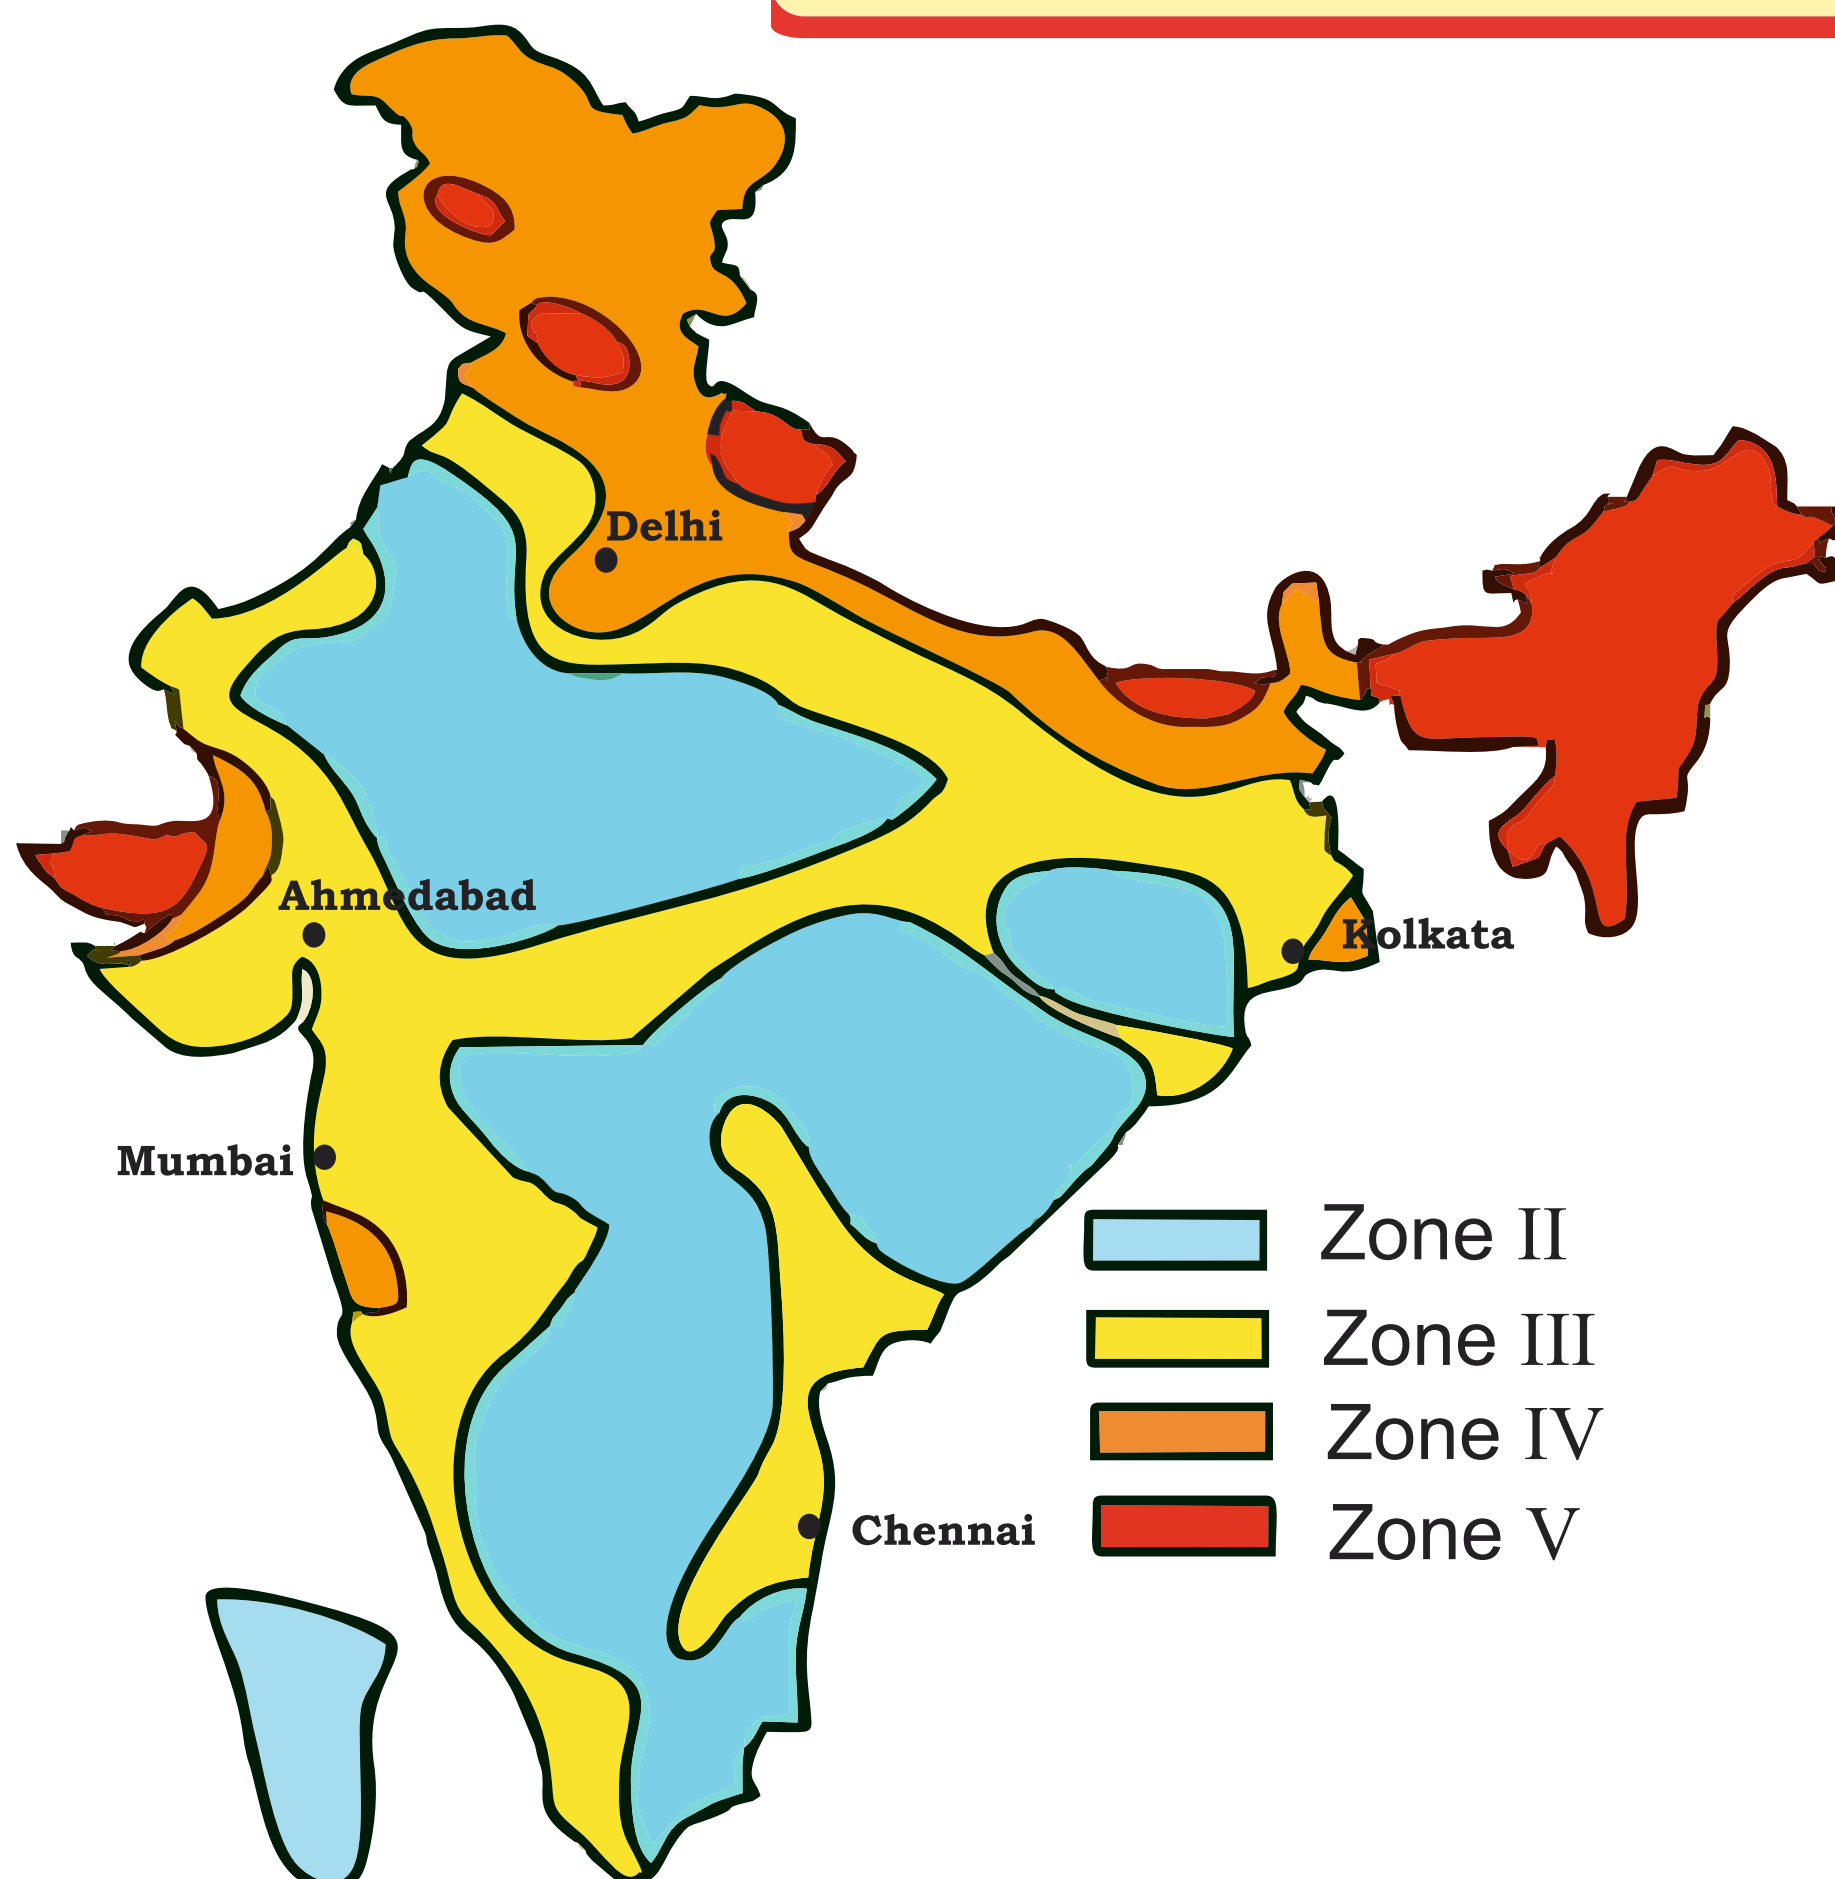 Delhi
Ahmedabad
Kolkata
Mumbai
Zone II
Zone III
Zone IV
Chennai
Zone V